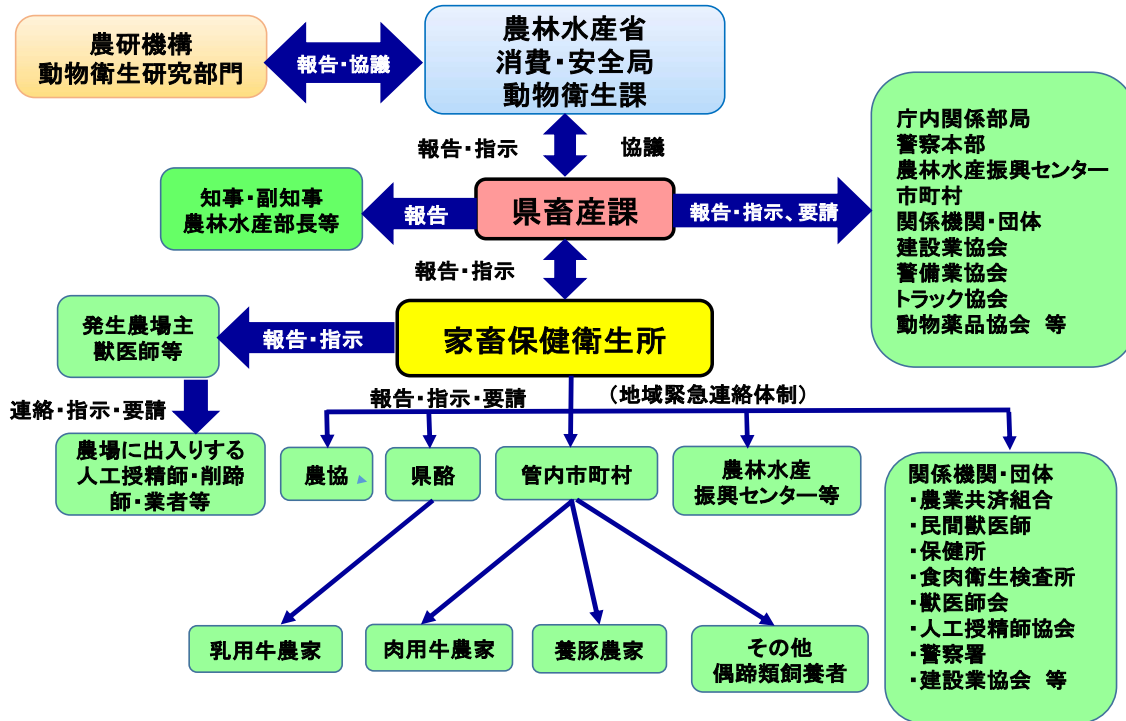 農研機構
動物衛生研究部門
報告・協議
農林水産省
消費・安全局
動物衛生課
報告・指示
協議
知事・副知事
農林水産部長等
報告
県畜産課
報告・指示、要請
庁内関係部局
警察本部
農林水産振興センター
市町村
関係機関・団体
建設業協会
警備業協会
トラック協会
動物薬品協会 等
報告・指示
発生農場主
獣医師等
報告・指示
家畜保健衛生所
連絡・指示・要請
報告・指示・要請
(地域緊急連絡体制)
農場に出入りする
人工授精師・削蹄
師・業者等
農協
県酪
管内市町村
農林水産
振興センター等
関係機関・団体
・農業共済組合
・民間獣医師
・保健所
・食肉衛生検査所
・獣医師会
・人工授精師協会
・警察署
・建設業協会 等
乳用牛農家
肉用牛農家
養豚農家
その他
偶蹄類飼養者